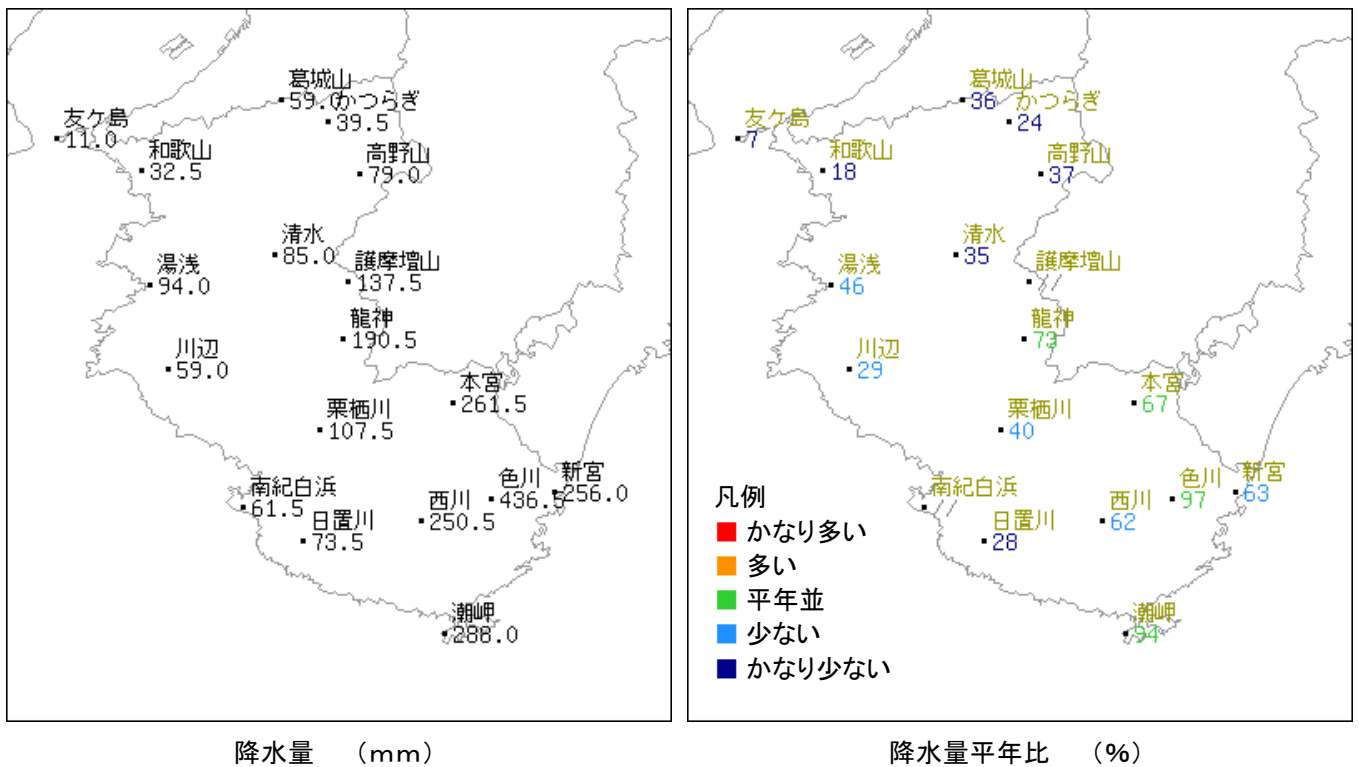 葛城山
59.0
かつらぎ
39.5
友ケ島
11.0
和歌山
32.5
高野山
79.0
清水
85.0
湯浅
94.0
護摩壇山
137.5
龍神
190.5
川辺
59.0
本宮
261.5
栗栖川
107.5
南紀白浜
61.5
日置川
73.5
西川
250.5
色川
436.5
新宮
256.0
潮岬
288.0
降水量 (mm)
葛城山
36
かつらぎ
24
友ケ島
7
和歌山
18
高野山
37
清水
35
湯浅
46
護摩壇山
//
龍神
73
川辺
29
本宮
67
栗栖川
40
南紀白浜
//
日置川
28
西川
62
色川
97
新宮
63
潮岬
94
凡例
かなり多い
多い
平年並
少ない
かなり少ない
降水量平年比 (%)